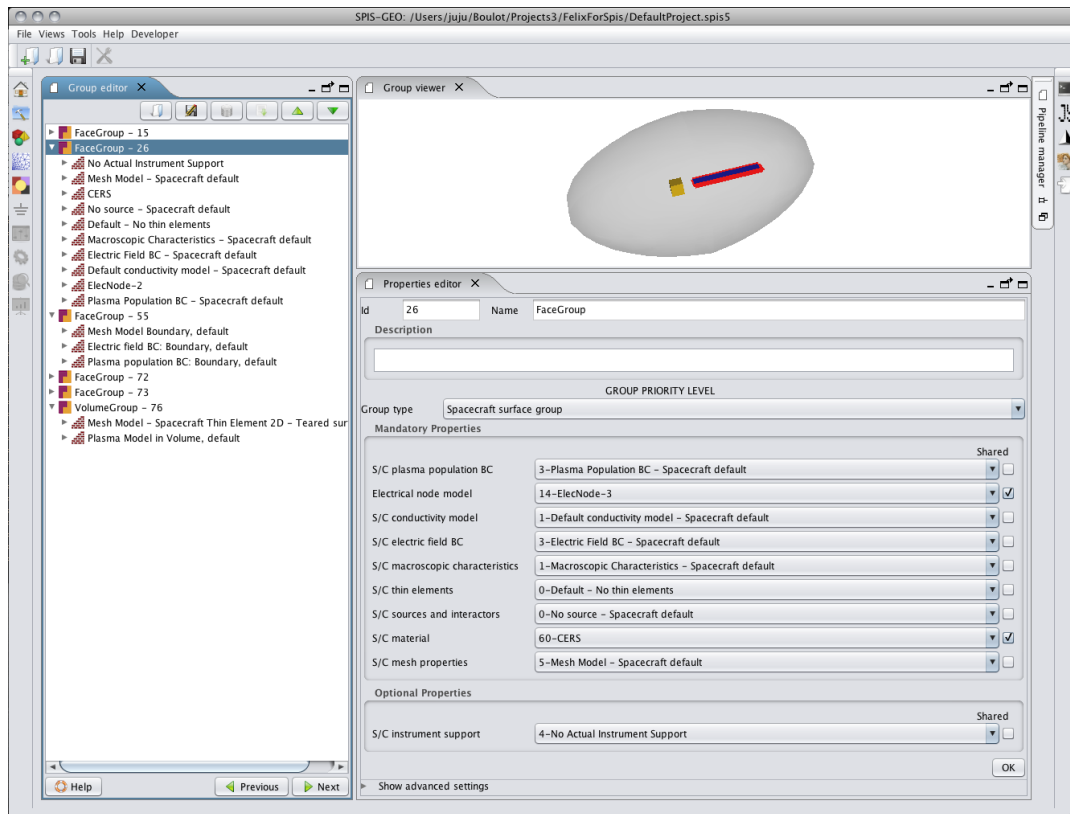 SPIS-GEO: /Users/juju/Boulot/Projects3/FelixForSpis/DefaultProject.spis5
File Views Tools Help Developer
Group editor X
FaceGroup - 15
FaceGroup - 26
No Actual Instrument Support
Mesh Model - Spacecraft default
CERS
No source - Spacecraft default
Default - No thin elements
Macroscopic Characteristics - Spacecraft default
Electric Field BC - Spacecraft default
Default conductivity model - Spacecraft default
ElecNode-2
Plasma Population BC - Spacecraft default
FaceGroup - 55
Mesh Model Boundary, default
Electric field BC: Boundary, default
Plasma population BC: Boundary, default
FaceGroup - 72
FaceGroup - 73
VolumeGroup - 76
Mesh Model - Spacecraft Thin Element 2D - Teared sur
Plasma Model in Volume, default
Help
Previous
Next
Group viewer X
Pipeline manager
Properties editor X
Id 26 Name FaceGroup
Description
GROUP PRIORITY LEVEL
Group type Spacecraft surface group
Mandatory Properties
Shared
S/C plasma population BC 3-Plasma Population BC - Spacecraft default
Electrical node model 14-ElecNode-3
S/C conductivity model 1-Default conductivity model - Spacecraft default
S/C electric field BC 3-Electric Field BC - Spacecraft default
S/C macroscopic characteristics 1-Macroscopic Characteristics - Spacecraft default
S/C thin elements 0-Default - No thin elements
S/C sources and interactors 0-No source - Spacecraft default
S/C material 60-CERS
S/C mesh properties 5-Mesh Model - Spacecraft default
Optional Properties
Shared
S/C instrument support 4-No Actual Instrument Support
OK
Show advanced settings